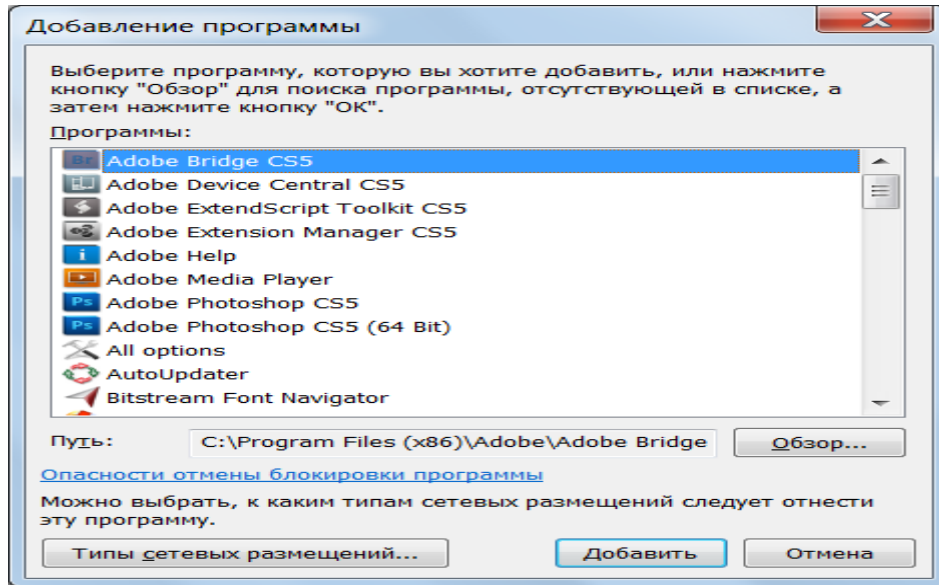 Добавление программы
Выберите программу, которую вы хотите добавить, или нажмите
кнопку "Обзор" для поиска программы, отсутствующей в списке, а
затем нажмите кнопку "ОК".
Программы:
Br Adobe Bridge CS5
Adobe Device Central CS5
Adobe ExtendScript Toolkit CS5
Adobe Extension Manager CS5
i Adobe Help
Adobe Media Player
Ps Adobe Photoshop CS5
Ps Adobe Photoshop CS5 (64 Bit)
All options
AutoUpdater
Bitstream Font Navigator
Путь: C:\Program Files (x86)\Adobe\Adobe Bridge Обзор...
Опасности отмены блокировки программы
Можно выбрать, к каким типам сетевых размещений следует отнести
эту программу.
Типы сетевых размещений... Добавить Отмена